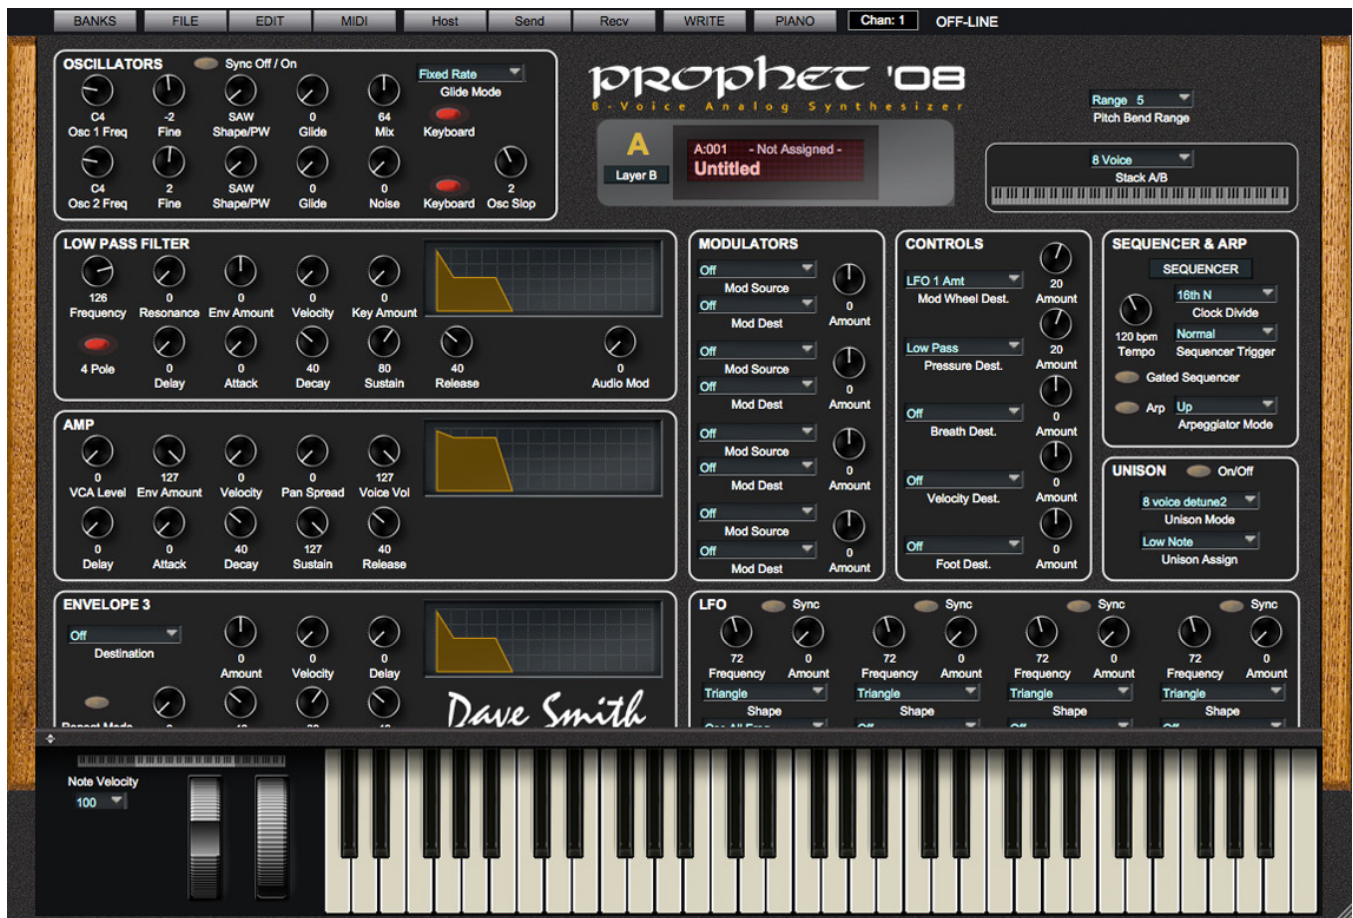 BANKS FILE EDIT MIDI Host Send Recv WRITE PIANO Chan: 1 OFF-LINE
OSCILLATORS Sync Off / On
Fixed Rate
Glide Mode
C4 -2 SAW 0 64
Osc 1 Freq Fine Shape/PW Glide Mix Keyboard
C4 2 SAW 0 0 2
Osc 2 Freq Fine Shape/PW Glide Noise Keyboard Osc Slop
PROPHET '08
8-Voice Analog Synthesizer
A
Layer B
A:001 - Not Assigned -
Untitled
Range 5
Pitch Bend Range
8 Voice
Stack A/B
LOW PASS FILTER
126 0 0 0 0
Frequency Resonance Env Amount Velocity Key Amount
0 0 40 80 40 0
4 Pole Delay Attack Decay Sustain Release Audio Mod
AMP
0 127 0 0 127
VCA Level Env Amount Velocity Pan Spread Voice Vol
0 0 40 127 40
Delay Attack Decay Sustain Release
ENVELOPE 3
Off
Destination
0 0 0
Amount Velocity Delay
Repeat Mode
Dave Smith
MODULATORS
Off
Mod Source
Off
Mod Dest
0
Amount
Off
Mod Source
Off
Mod Dest
0
Amount
Off
Mod Source
Off
Mod Dest
0
Amount
Off
Mod Source
Off
Mod Dest
0
Amount
CONTROLS
LFO 1 Amt
Mod Wheel Dest.
20
Amount
Low Pass
Pressure Dest.
20
Amount
Off
Breath Dest.
0
Amount
Off
Velocity Dest.
0
Amount
Off
Foot Dest.
0
Amount
SEQUENCER & ARP
SEQUENCER
16th N
Clock Divide
120 bpm
Tempo
Normal
Sequencer Trigger
Gated Sequencer
Arp Up
Arpeggiator Mode
UNISON On/Off
8 voice detune2
Unison Mode
Low Note
Unison Assign
LFO Sync Sync Sync Sync
72 0 72 0 72 0 72 0
Frequency Amount Frequency Amount Frequency Amount Frequency Amount
Triangle Triangle Triangle Triangle
Shape Shape Shape Shape
Osc All Freq Off Off Off
Note Velocity
100